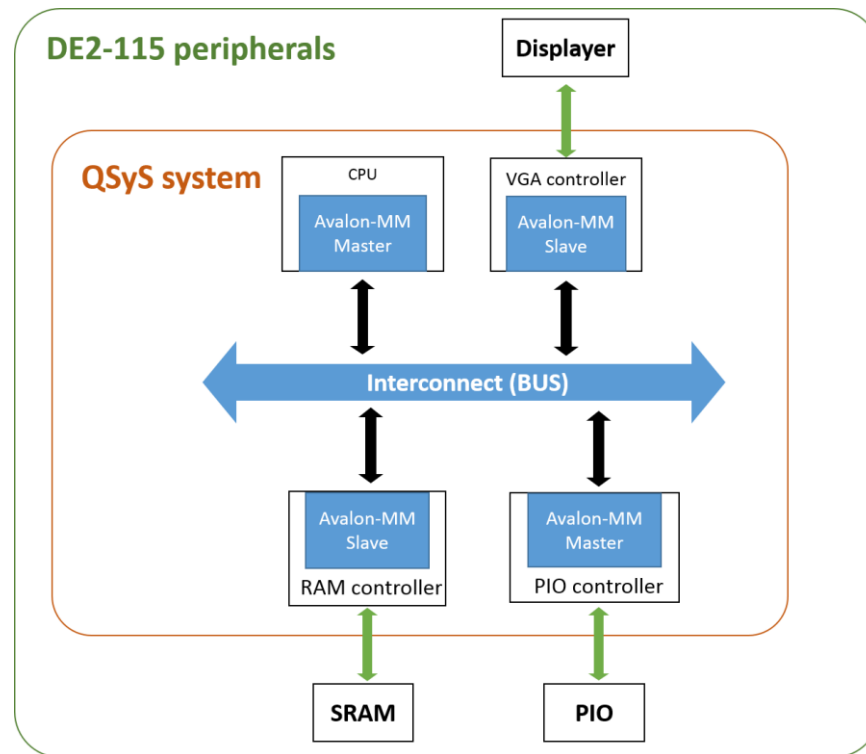 DE2-115 peripherals
Displayer
QSyS system
CPU
Avalon-MM
Master
VGA controller
Avalon-MM
Slave
Interconnect (BUS)
Avalon-MM
Slave
RAM controller
Avalon-MM
Master
PIO controller
SRAM
PIO